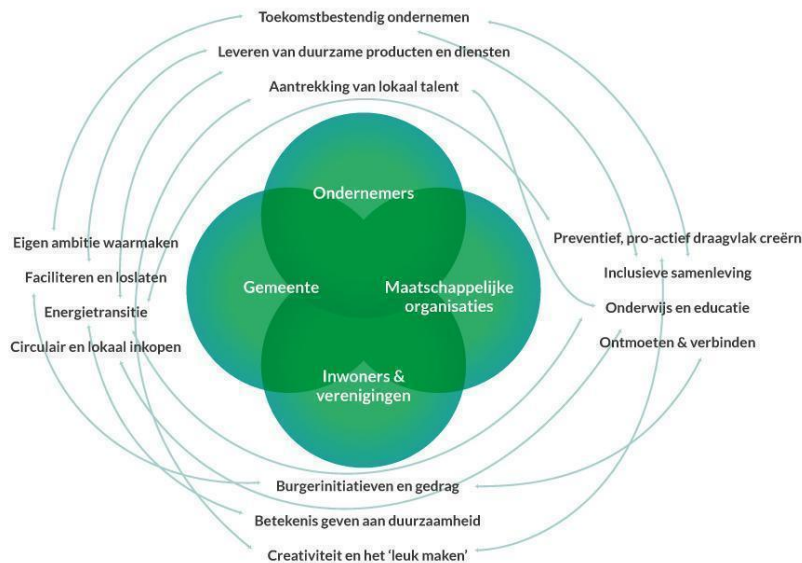 Toekomstbestendig ondernemen
Leveren van duurzame producten en diensten
Aantrekking van lokaal talent
Ondernemers
Gemeente
Maatschappelijke
organisaties
Inwoners &
verenigingen
Eigen ambitie waarmaken
Faciliteren en loslaten
Energietransitie
Circulair en lokaal inkopen
Preventief, pro-actief draagvlak creërn
Inclusieve samenleving
Onderwijs en educatie
Ontmoeten & verbinden
Burgerinitiatieven en gedrag
Betekenis geven aan duurzaamheid
Creativiteit en het ‘leuk maken’